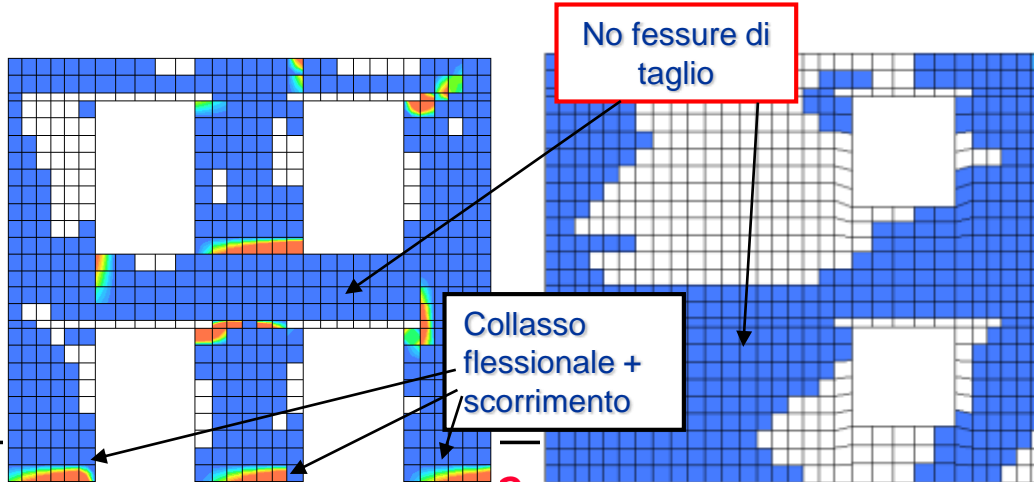 No fessure di
taglio
Collasso
flessionale +
scorrimento